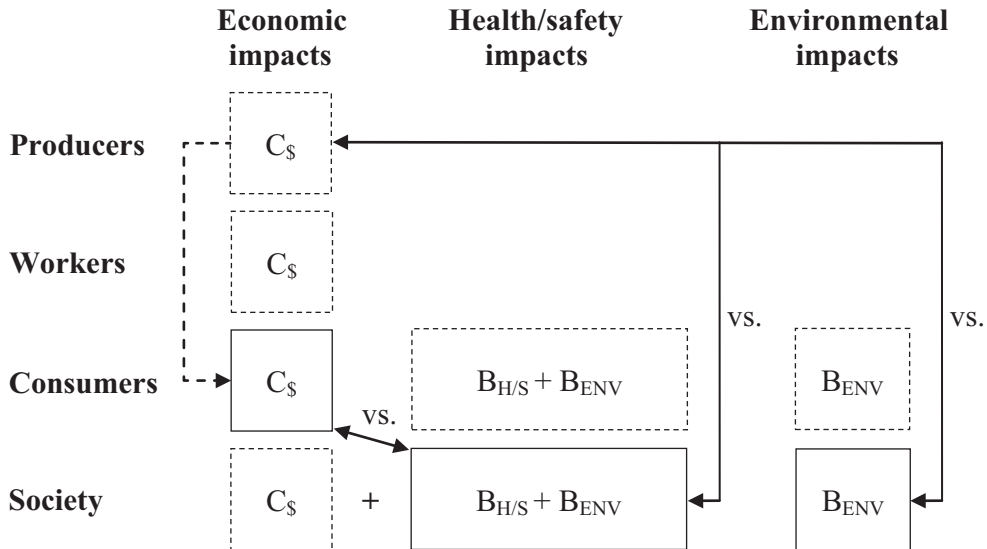 Economic impacts
Health/safety impacts
Environmental impacts
Producers
C$
Workers
C$
vs.
vs.
Consumers
C$
BH/S + BENV
BENV
vs.
Society
C$
+
BH/S + BENV
BENV